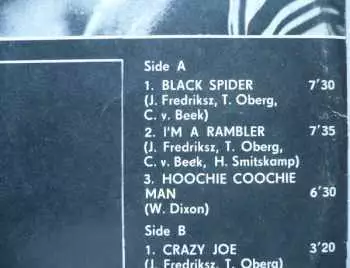 Side A
1. BLACK SPIDER 7'30
(J. Fredriksz, T. Oberg,
C. v. Beek)
2. I'M A RAMBLER 7'35
(J. Fredriksz, T. Oberg,
C. v. Beek, H. Smitskamp)
3. HOOCHIE COOCHIE
MAN 6'30
(W. Dixon)
Side B
1. CRAZY JOE 3'20
(J. Fredriksz, T. Oberg)